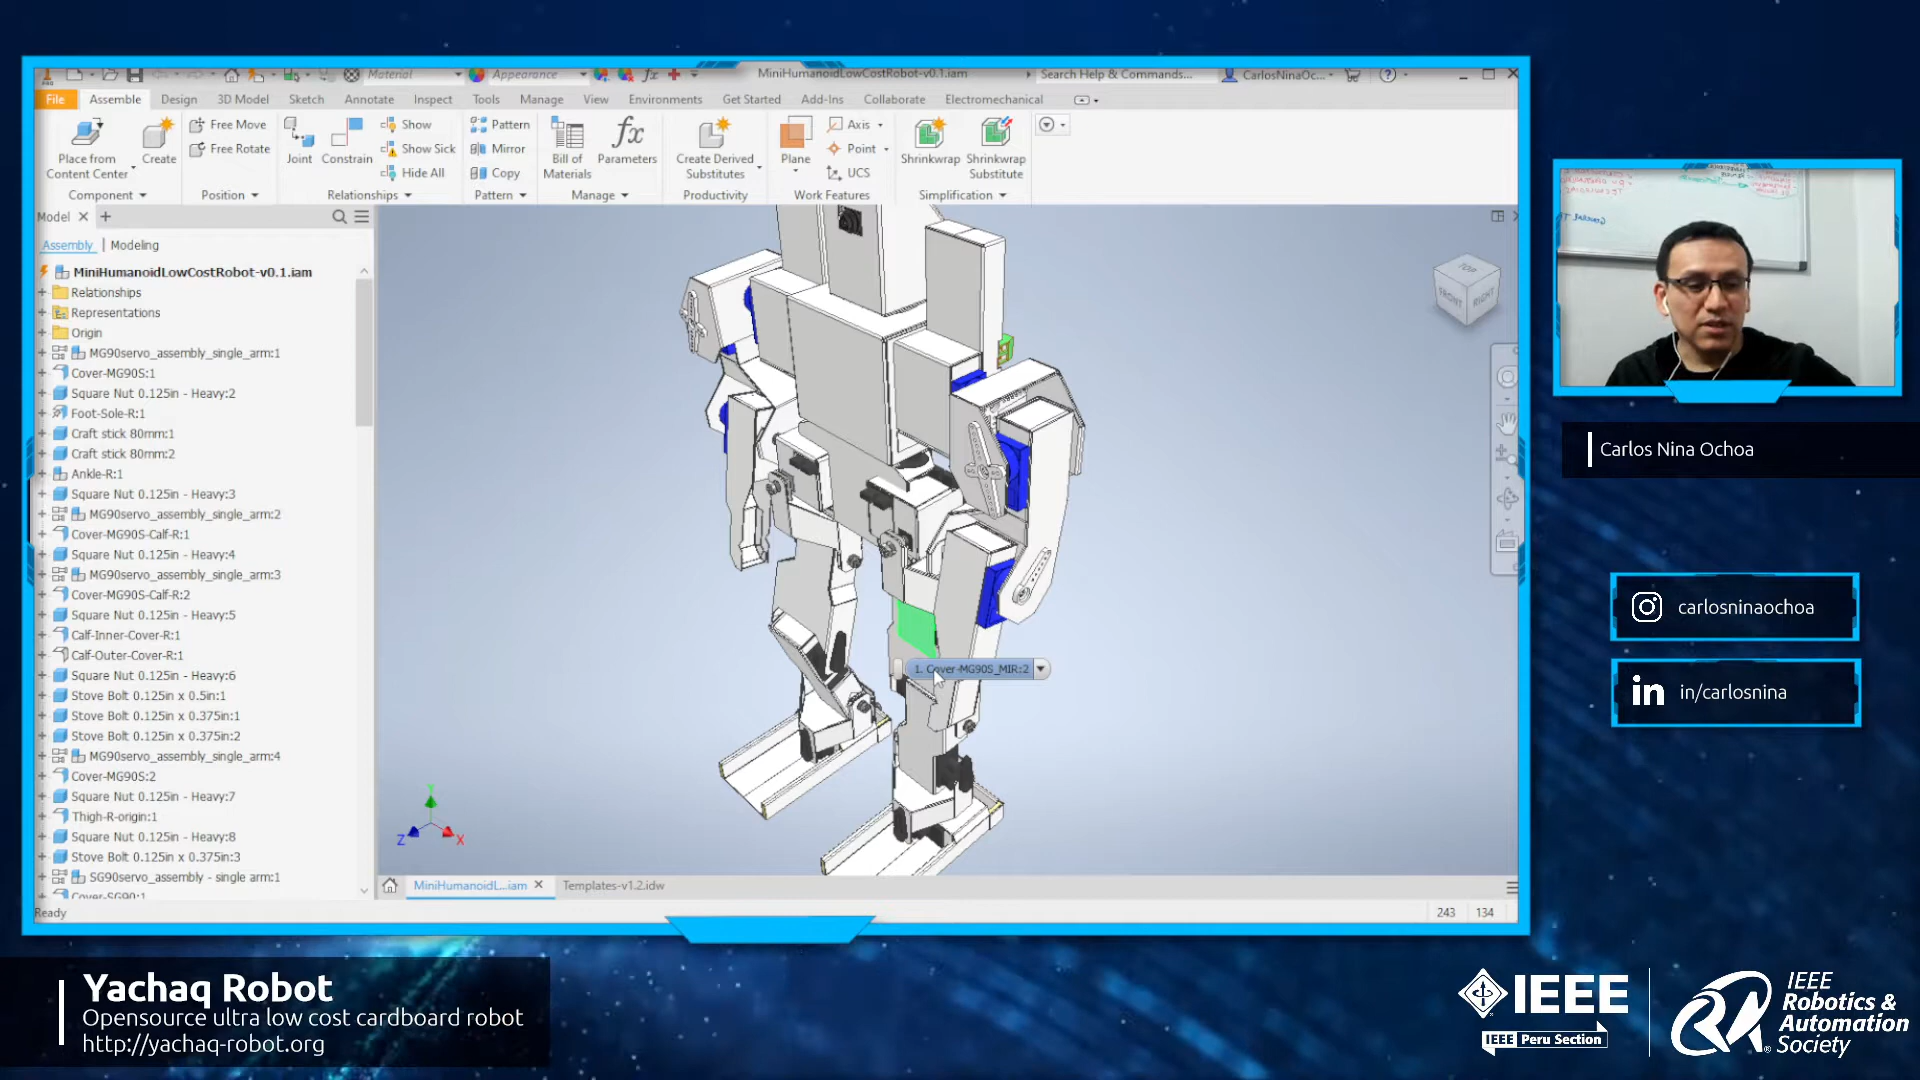 Material
Appearance
MiniHumanoidLowCostRobot-v0.1.iam
Search Help & Commands...
CarlosNinaOc...
File
Assemble
Design
3D Model
Sketch
Annotate
Inspect
Tools
Manage
View
Environments
Get Started
Add-Ins
Collaborate
Electromechanical
Place from
Content Center
Create
Free Move
Free Rotate
Joint
Constrain
Show
Show Sick
Hide All
Pattern
Mirror
Copy
Bill of
Materials
Parameters
Create Derived
Substitutes
Plane
Axis
Point
UCS
Shrinkwrap
Shrinkwrap
Substitute
Component
Position
Relationships
Pattern
Manage
Productivity
Work Features
Simplification
Model
Assembly
Modeling
MiniHumanoidLowCostRobot-v0.1.iam
Relationships
Representations
Origin
MG90servo_assembly_single_arm:1
Cover-MG90S:1
Square Nut 0.125in - Heavy:2
Foot-Sole-R:1
Craft stick 80mm:1
Craft stick 80mm:2
Ankle-R:1
Square Nut 0.125in - Heavy:3
MG90servo_assembly_single_arm:2
Cover-MG90S-Calf-R:1
Square Nut 0.125in - Heavy:4
MG90servo_assembly_single_arm:3
Cover-MG90S-Calf-R:2
Square Nut 0.125in - Heavy:5
Calf-Inner-Cover-R:1
Calf-Outer-Cover-R:1
Square Nut 0.125in - Heavy:6
Stove Bolt 0.125in x 0.5in:1
Stove Bolt 0.125in x 0.375in:1
Stove Bolt 0.125in x 0.375in:2
MG90servo_assembly_single_arm:4
Cover-MG90S:2
Square Nut 0.125in - Heavy:7
Thigh-R-origin:1
Square Nut 0.125in - Heavy:8
Stove Bolt 0.125in x 0.375in:3
SG90servo_assembly - single arm:1
Cover-SG90:1
TOP
FRONT
RIGHT
1. Cover-MG90S_MIR:2
Y
Z
X
MiniHumanoidL...iam
Templates-v1.2.idw
Ready
243
134
Carlos Nina Ochoa
carlosninaochoa
in
in/carlosnina
Yachaq Robot
Opensource ultra low cost cardboard robot
http://yachaq-robot.org
IEEE
IEEE Peru Section
IEEE
Robotics &
Automation
Society